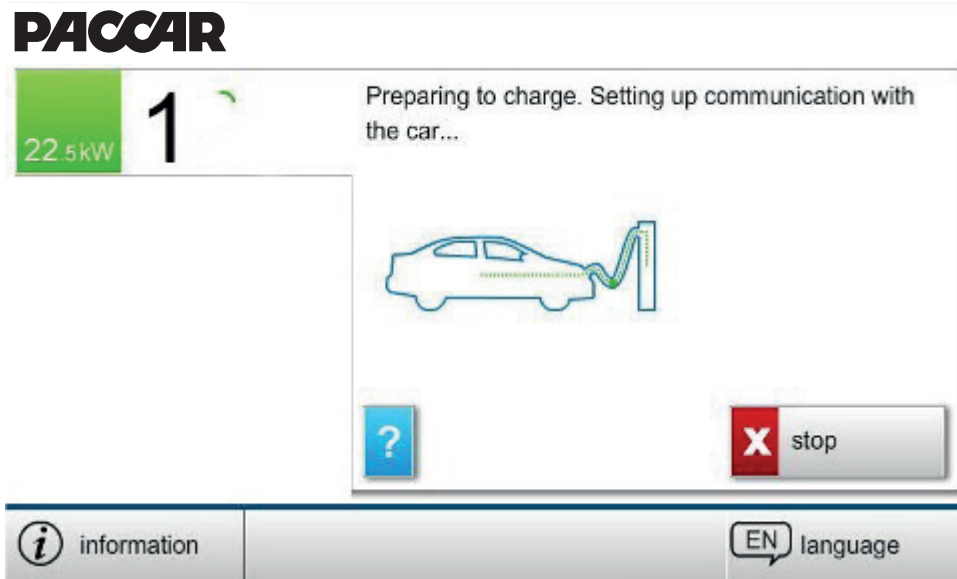 PACCAR
22.5kW
1
Preparing to charge. Setting up communication with
the car...
?
X stop
i information
EN language